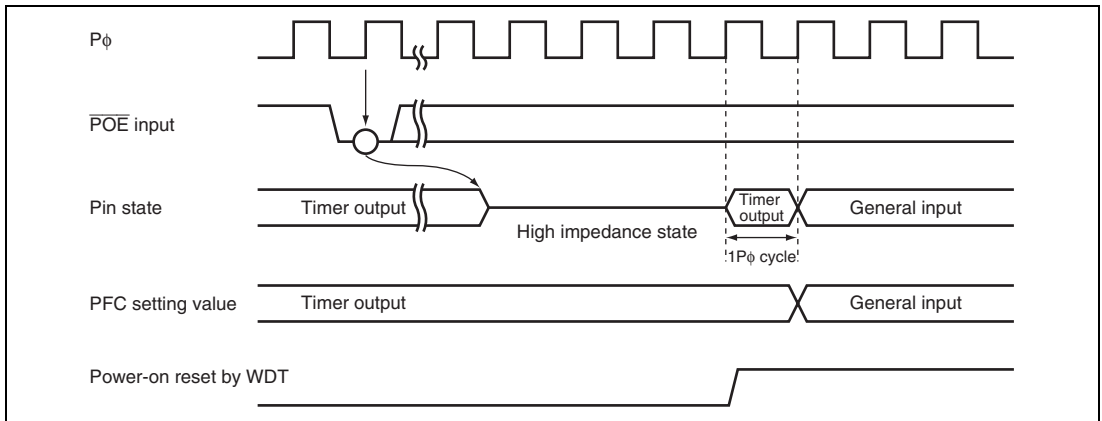 Pϕ
POE input
Pin state
Timer output
High impedance state
Timer
output
General input
1Pϕ cycle
PFC setting value
Timer output
General input
Power-on reset by WDT